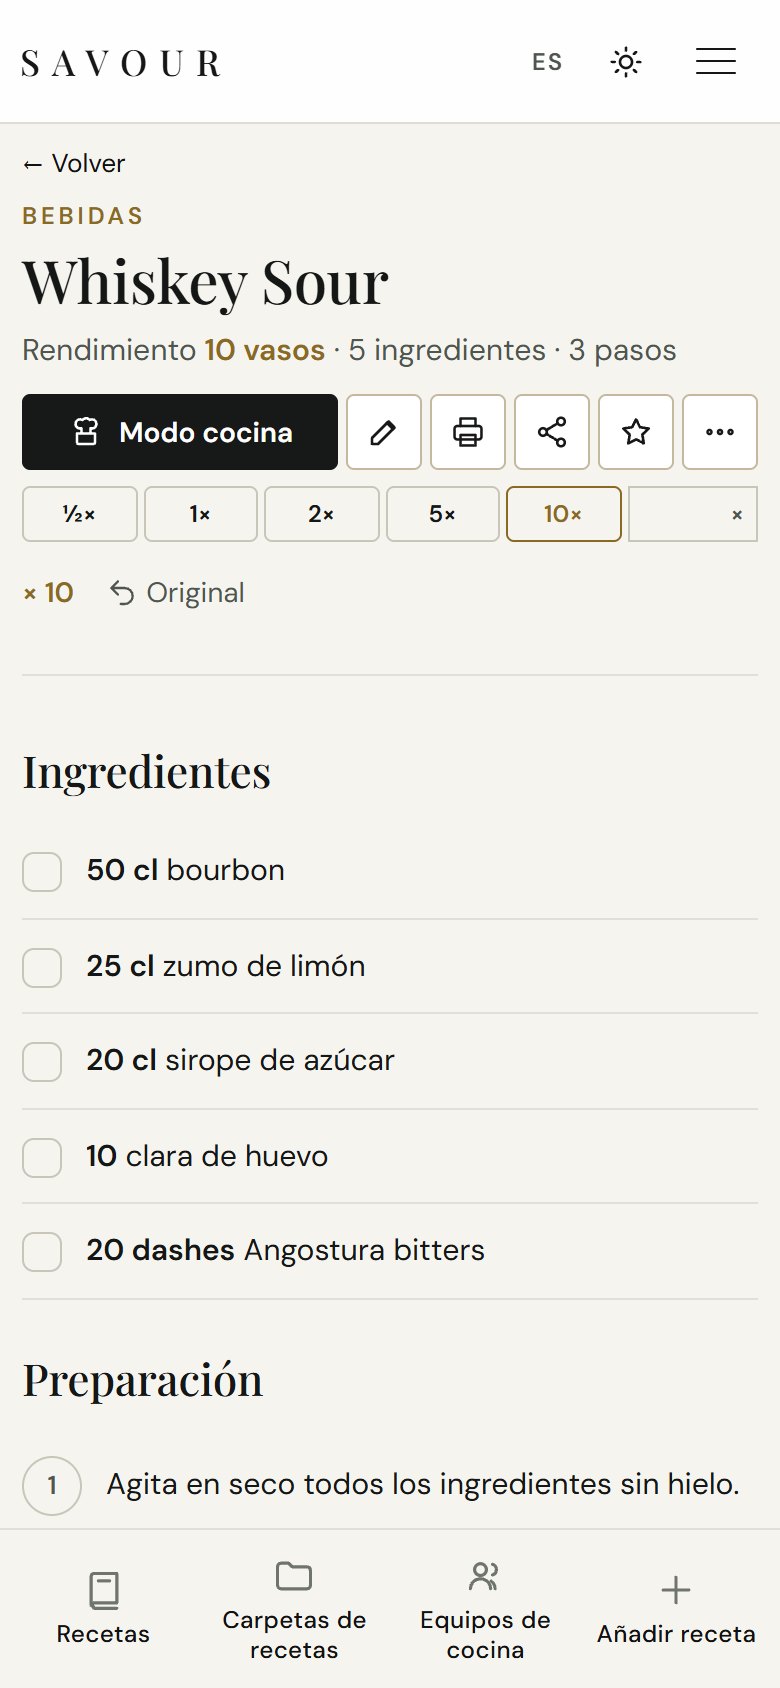 SAVOUR
ES
← Volver
BEBIDAS
Whiskey Sour
Rendimiento 10 vasos · 5 ingredientes · 3 pasos
Modo cocina
½× 1× 2× 5× 10× ×
× 10 Original
Ingredientes
50 cl bourbon
25 cl zumo de limón
20 cl sirope de azúcar
10 clara de huevo
20 dashes Angostura bitters
Preparación
1 Agita en seco todos los ingredientes sin hielo.
Recetas
Carpetas de
recetas
Equipos de
cocina
Añadir receta